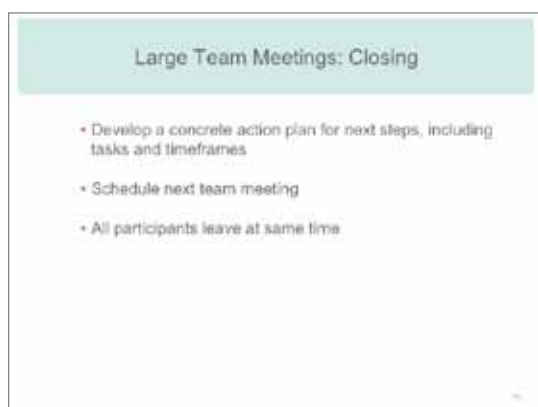 Large Team Meetings: Closing
• Develop a concrete action plan for next steps, including
tasks and timeframes
• Schedule next team meeting
• All participants leave at same time